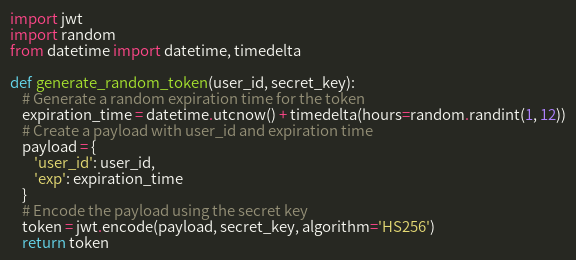 import jwt
import random
from datetime import datetime, timedelta

def generate_random_token(user_id, secret_key):
    # Generate a random expiration time for the token
    expiration_time = datetime.utcnow() + timedelta(hours=random.randint(1, 12))
    # Create a payload with user_id and expiration time
    payload = {
        'user_id': user_id,
        'exp': expiration_time
    }
    # Encode the payload using the secret key
    token = jwt.encode(payload, secret_key, algorithm='HS256')
    return token